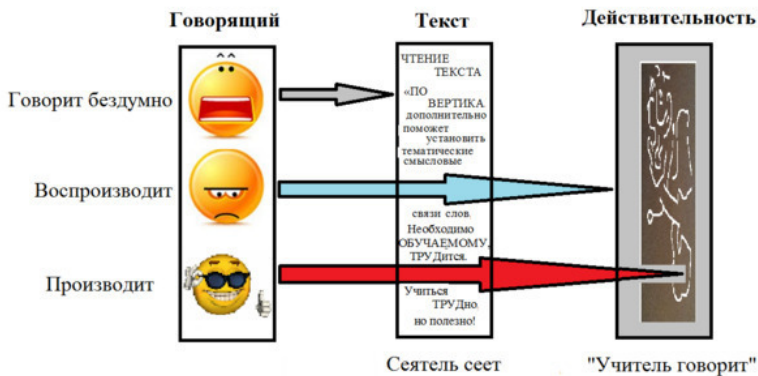 Говорящий
Текст
Действительность
Говорит бездумно
Воспроизводит
Производит
ЧТЕНИЕ
ТЕКСТА
«ПО
ВЕРТИКА
дополнительно
поможет
установить
тематические
смысловые
связи слов.
Необходимо
ОБУЧАЕМОМУ,
ТРУДится.
Учиться
ТРУДно,
но полезно!
Сеятель сеет
"Учитель говорит"